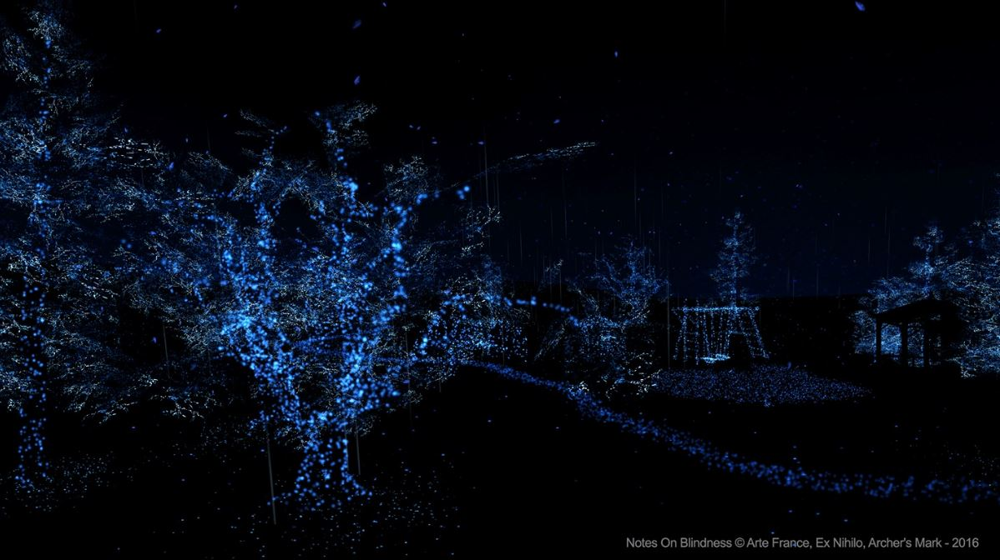 Notes On Blindness © Arte France, Ex Nihilo, Archer's Mark - 2016